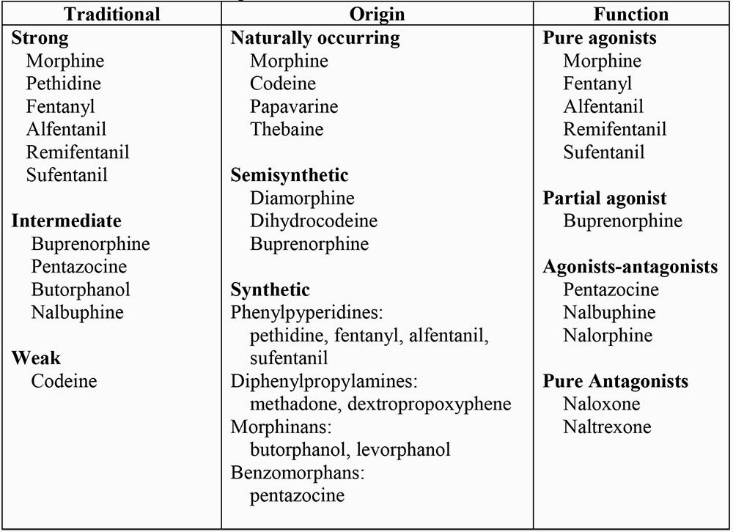 Traditional
Strong
Morphine
Pethidine
Fentanyl
Alfentanil
Remifentanil
Sufentanil
Intermediate
Buprenorphine
Pentazocine
Butorphanol
Nalbuphine
Weak
Codeine
Origin
Naturally occurring
Morphine
Codeine
Papavarine
Thebaine
Semisynthetic
Diamorphine
Dihydrocodeine
Buprenorphine
Synthetic
Phenylpyperidines:
pethidine, fentanyl, alfentanil,
sufentanil
Diphenylpropylamines:
methadone, dextropropoxyphene
Morphinans:
butorphanol, levorphanol
Benzomorphans:
pentazocine
Function
Pure agonists
Morphine
Fentanyl
Alfentanil
Remifentanil
Sufentanil
Partial agonist
Buprenorphine
Agonists-antagonists
Pentazocine
Nalbuphine
Nalorphine
Pure Antagonists
Naloxone
Naltrexone